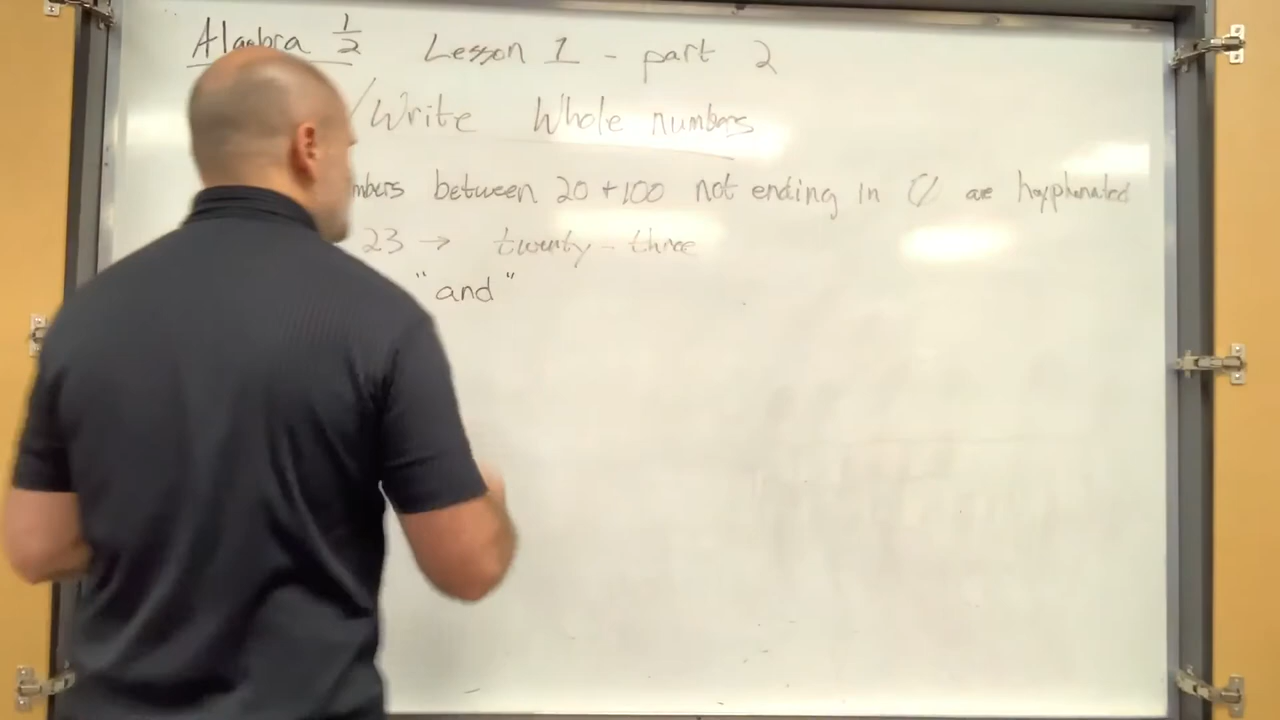 Algebra 1/2 Lesson 1 - part 2
/Write Whole numbers
mbers between 20 + 100 not ending in 0 are hyphenated
23 → twenty-three
"and"